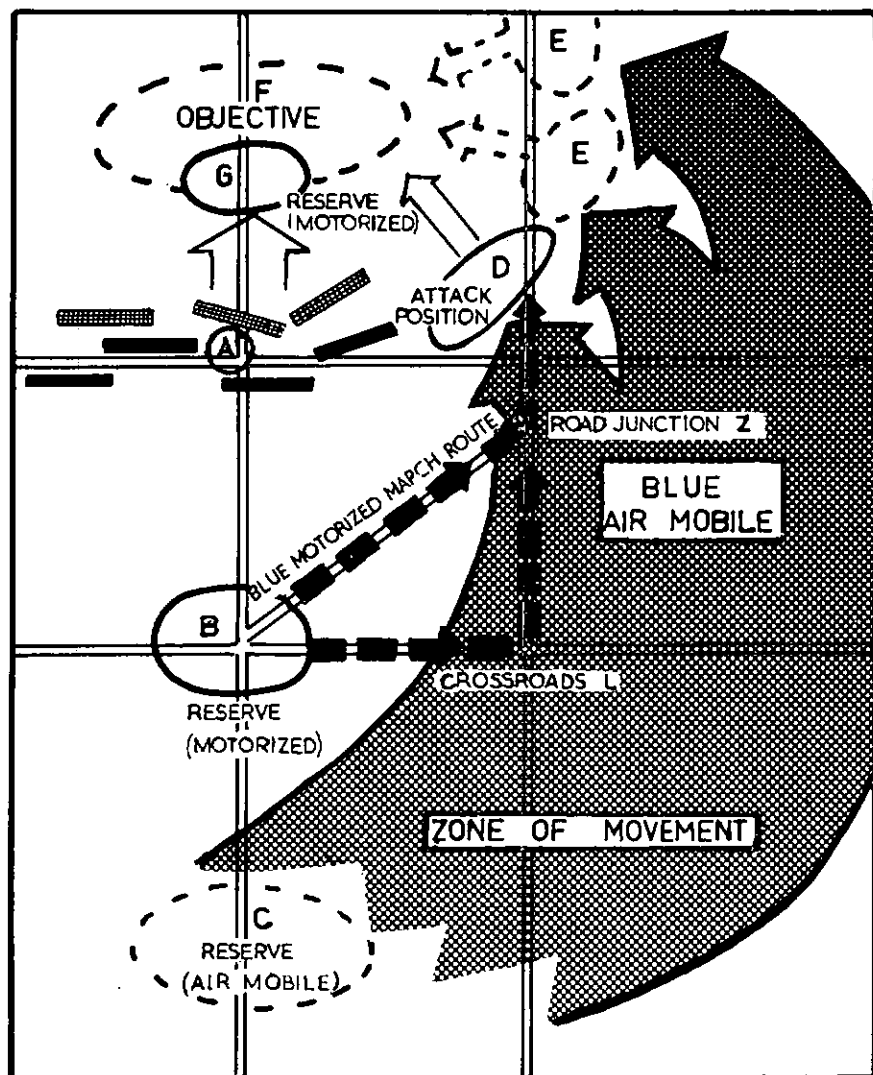 E
F
OBJECTIVE
E
G
RESERVE
(MOTORIZED)
D
ATTACK
POSITION
A
ROAD JUNCTION Z
BLUE
AIR MOBILE
BLUE MOTORIZED MAPCH ROUTE
B
CROSSROADS L
RESERVE
(MOTORIZED)
ZONE OF MOVEMENT
C
RESERVE
(AIR MOBILE)